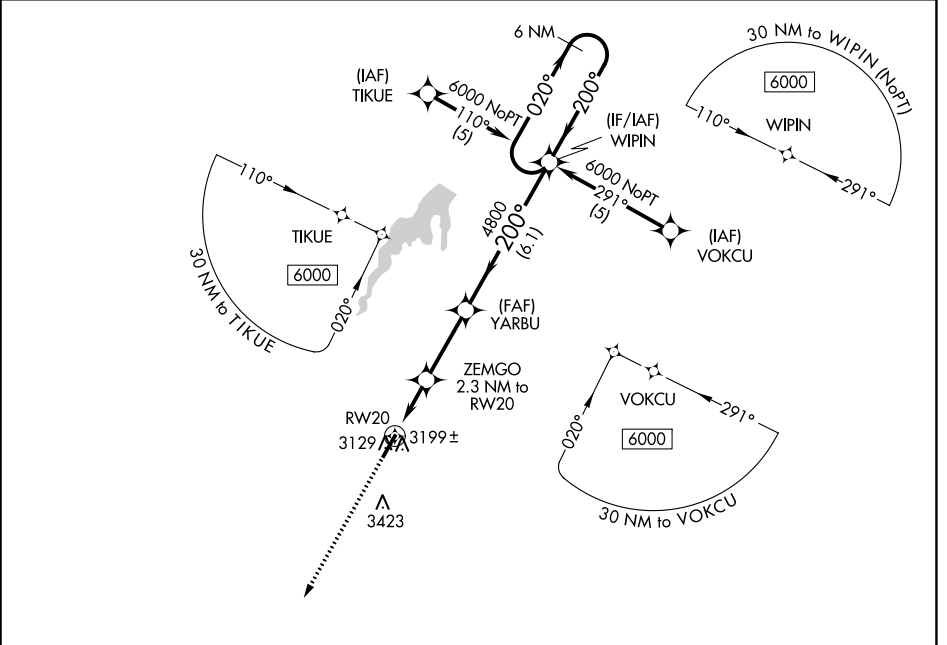 6 NM
020°
200°
(IAF)
TIKUE
6000 NoPT
110°
(5)
(IF/IAF)
WIPIN
6000 NoPT
291°
(5)
(IAF)
VOKCU
30 NM to WIPIN (NoPT)
6000
110°
WIPIN
291°
110°
TIKUE
6000
020°
30 NM to TIKUE
4800
200°
(6.1)
(FAF)
YARBU
ZEMGO
2.3 NM to
RW20
RW20
3129
3199±
3423
VOKCU
291°
020°
6000
30 NM to VOKCU